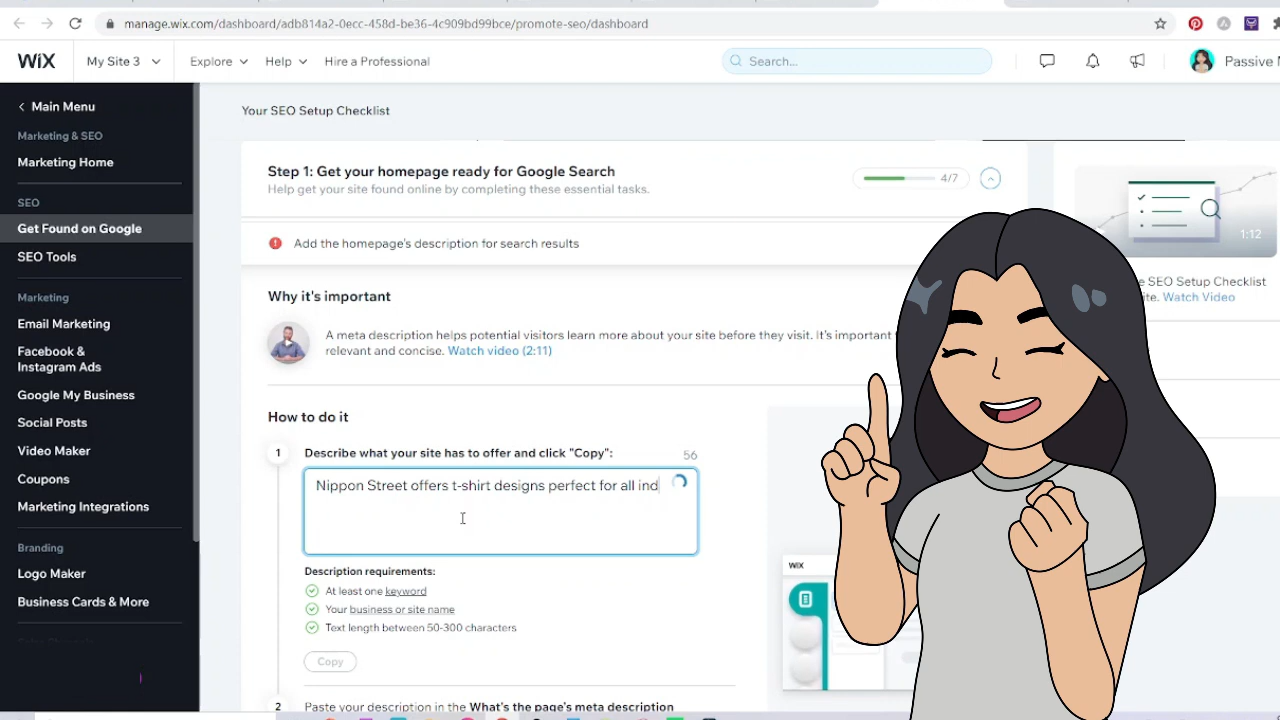 manage.wix.com/dashboard/adb814a2-0ecc-458d-be36-4c909bd99bce/promote-seo/dashboard
WIX My Site 3 Explore Help Hire a Professional Search... Passive
Main Menu
Marketing & SEO
Marketing Home
SEO
Get Found on Google
SEO Tools
Marketing
Email Marketing
Facebook &
Instagram Ads
Google My Business
Social Posts
Video Maker
Coupons
Marketing Integrations
Branding
Logo Maker
Business Cards & More
Your SEO Setup Checklist
Step 1: Get your homepage ready for Google Search
4/7
Help get your site found online by completing these essential tasks.
Add the homepage's description for search results
Why it's important
A meta description helps potential visitors learn more about your site before they visit. It's important
relevant and concise. Watch video (2:11)
How to do it
1 Describe what your site has to offer and click "Copy": 56
Nippon Street offers t-shirt designs perfect for all ind
Description requirements:
At least one keyword
Your business or site name
Text length between 50-300 characters
Copy
2 Paste your description in the What's the page's meta description
WIX
1:12
SEO Setup Checklist
Watch Video